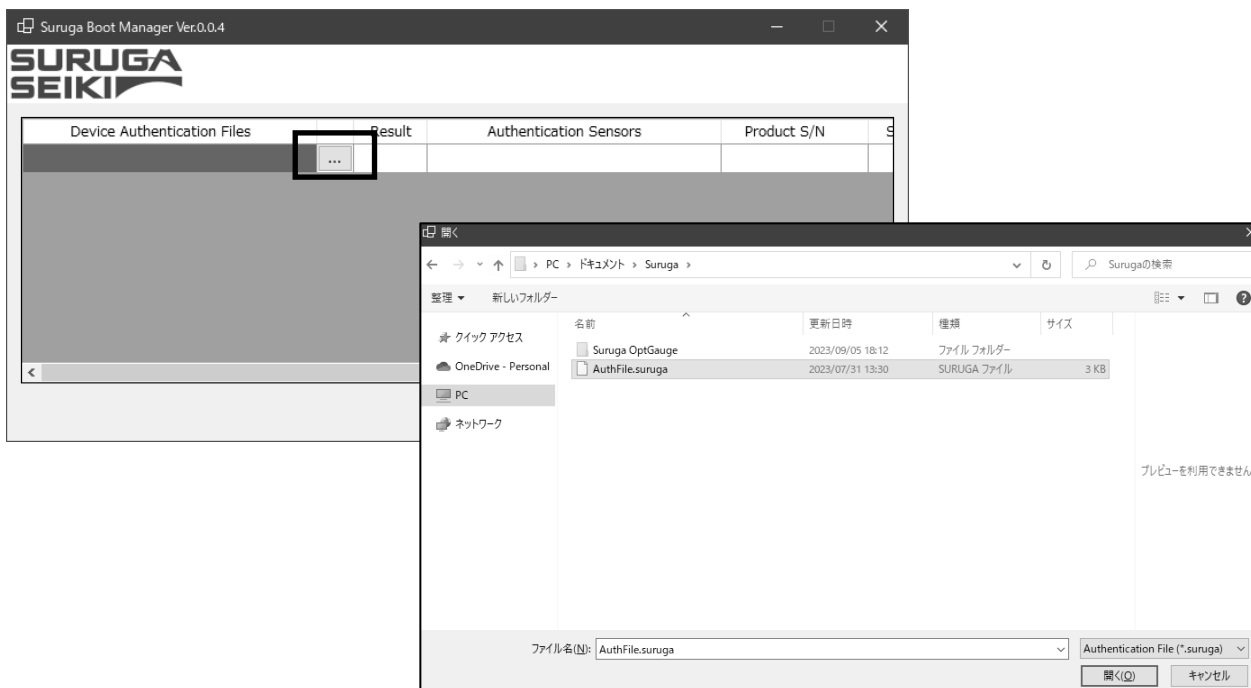 Suruga Boot Manager Ver.0.0.4
SURUGA
SEIKI
Device Authentication Files Result Authentication Sensors Product S/N S
...
開く
PC › ドキュメント › Suruga ›
Surugaの検索
整理 新しいフォルダー
名前 更新日時 種類 サイズ
クイック アクセス
Suruga OptGauge 2023/09/05 18:12 ファイル フォルダー
OneDrive - Personal
AuthFile.suruga 2023/07/31 13:30 SURUGA ファイル 3 KB
PC
ネットワーク
プレビューを利用できません
ファイル名(N): AuthFile.suruga Authentication File (*.suruga)
開く(O) キャンセル